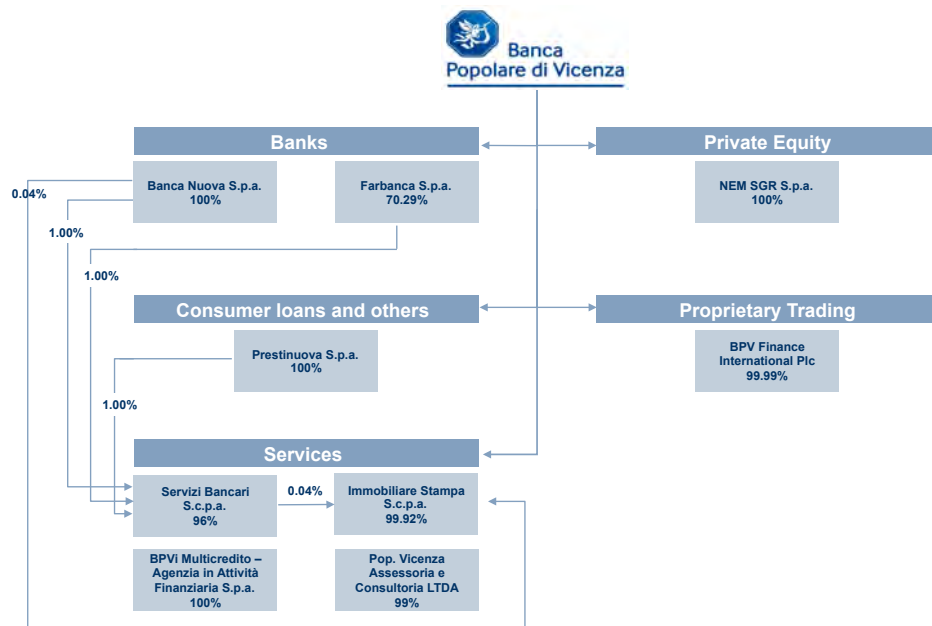 Banca
Popolare di Vicenza
Banks
Private Equity
Banca Nuova S.p.a.
100%
Farbanca S.p.a.
70.29%
NEM SGR S.p.a.
100%
0.04%
1.00%
1.00%
Consumer loans and others
Proprietary Trading
Prestinuova S.p.a.
100%
BPV Finance
International Plc
99.99%
1.00%
Services
Servizi Bancari
S.c.p.a.
96%
0.04%
Immobiliare Stampa
S.c.p.a.
99.92%
BPVi Multicredito –
Agenzia in Attività
Finanziaria S.p.a.
100%
Pop. Vicenza
Assessoria e
Consultoria LTDA
99%